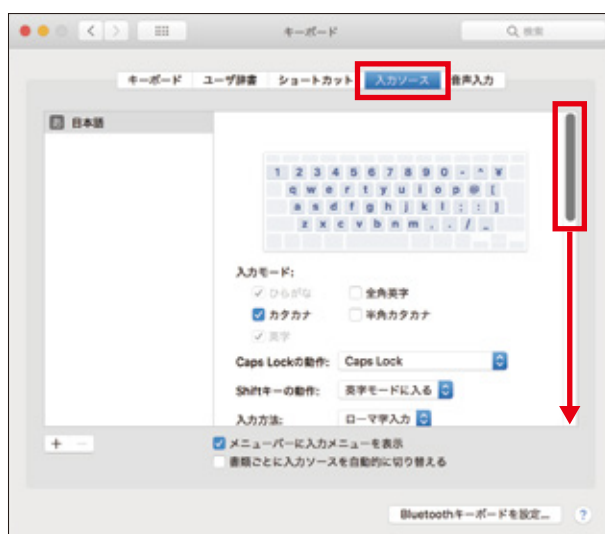 キーボード
検索
キーボード ユーザ辞書 ショートカット 入力ソース 音声入力
あ 日本語
1 2 3 4 5 6 7 8 9 0 - ^ ¥
q w e r t y u i o p @ [
a s d f g h j k l ; : ]
z x c v b n m , . / _
入力モード:
ひらがな 全角英字
カタカナ 半角カタカナ
英字
Caps Lockの動作: Caps Lock
Shiftキーの動作: 英字モードに入る
入力方法: ローマ字入力
+ −
メニューバーに入力メニューを表示
書類ごとに入力ソースを自動的に切り替える
Bluetoothキーボードを設定...
?